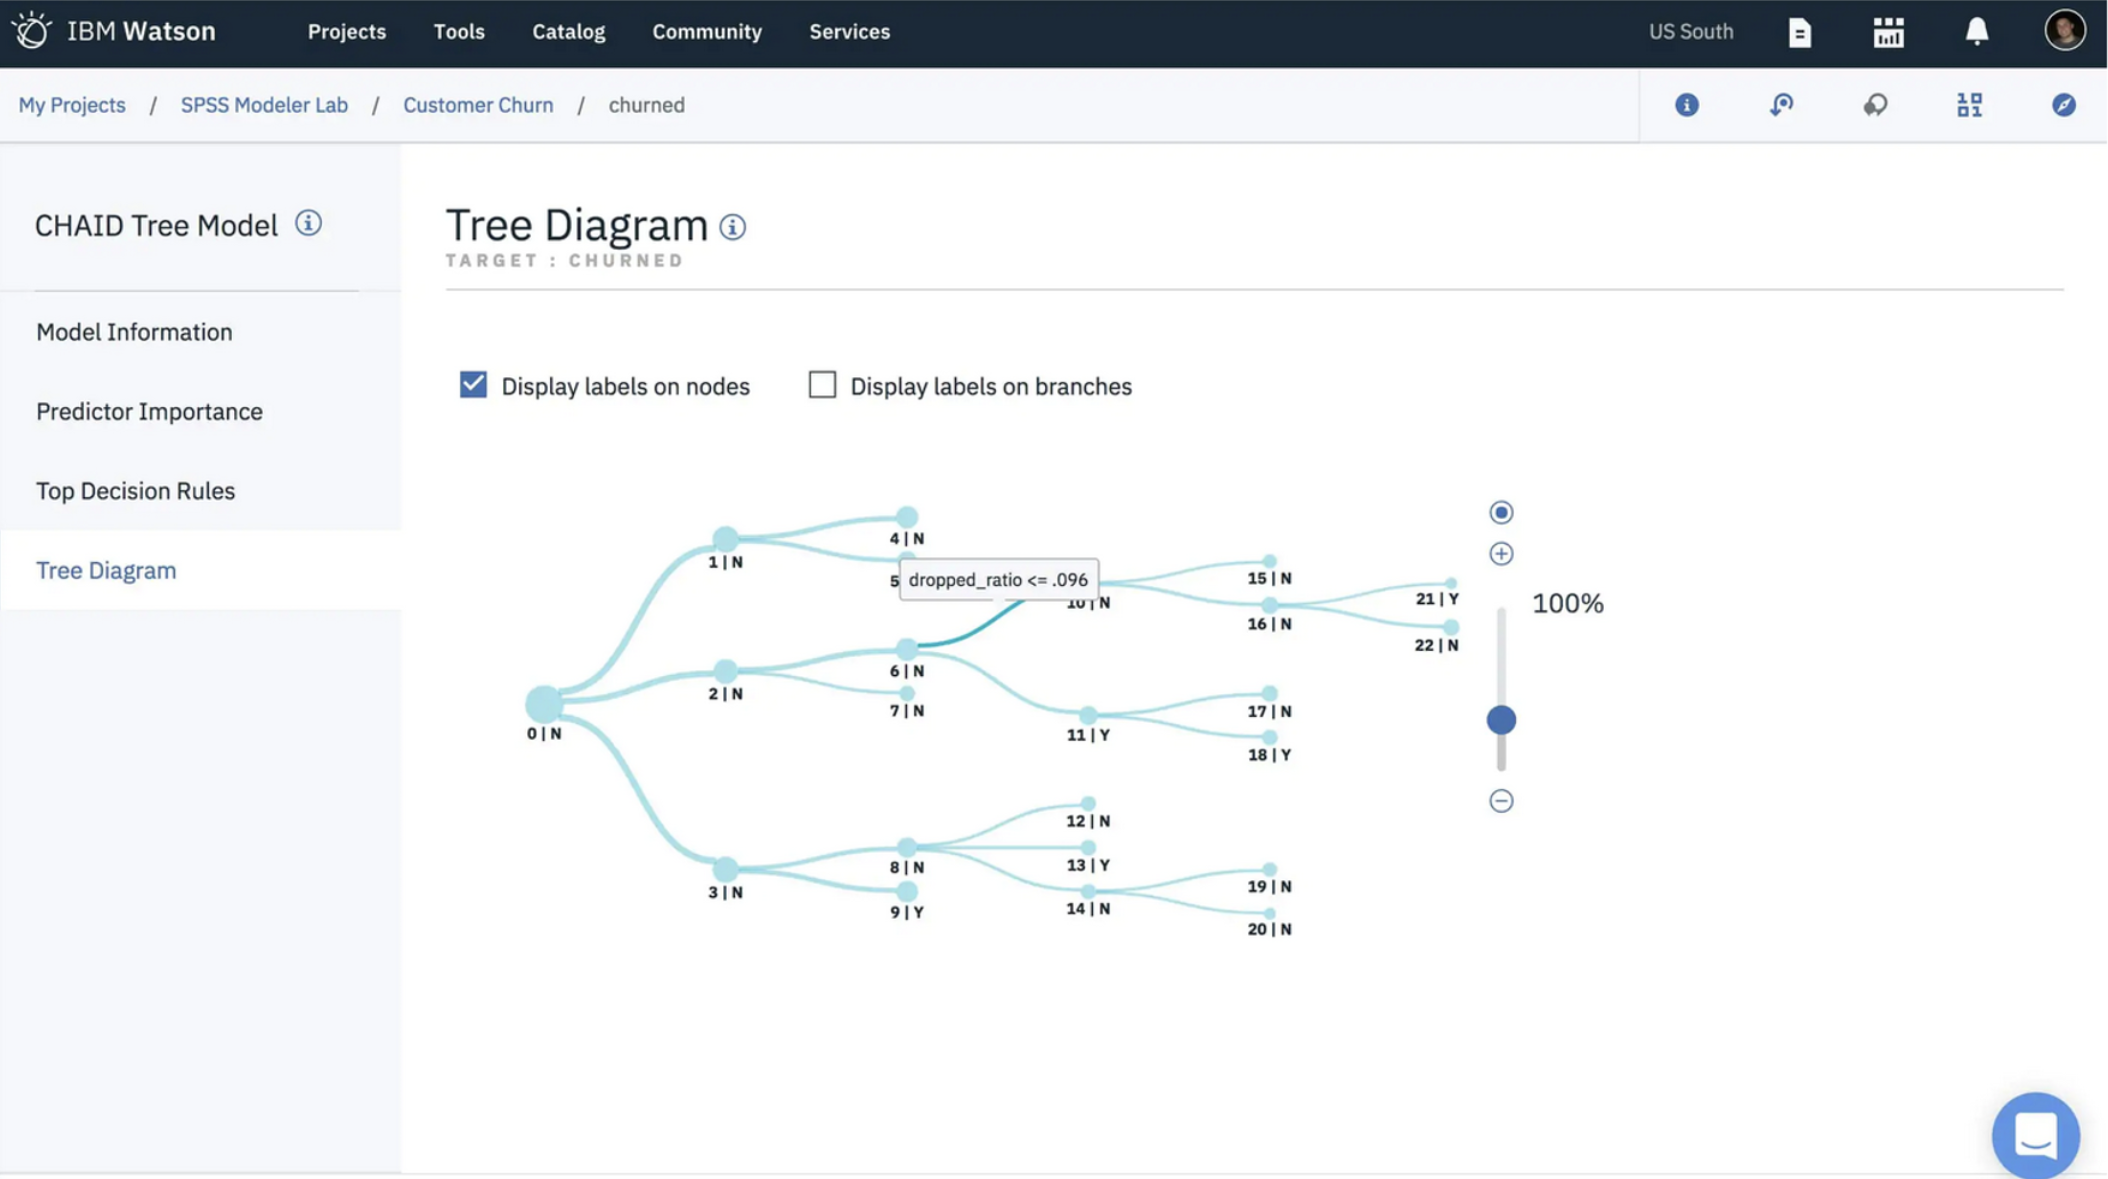 IBM Watson Projects Tools Catalog Community Services US South
My Projects / SPSS Modeler Lab / Customer Churn / churned
CHAID Tree Model
Model Information
Predictor Importance
Top Decision Rules
Tree Diagram
Tree Diagram
TARGET : CHURNED
Display labels on nodes Display labels on branches
0 | N
1 | N
2 | N
3 | N
4 | N
5
dropped_ratio <= .096
6 | N
7 | N
8 | N
9 | Y
10 | N
11 | Y
12 | N
13 | Y
14 | N
15 | N
16 | N
17 | N
18 | Y
19 | N
20 | N
21 | Y
22 | N
100%